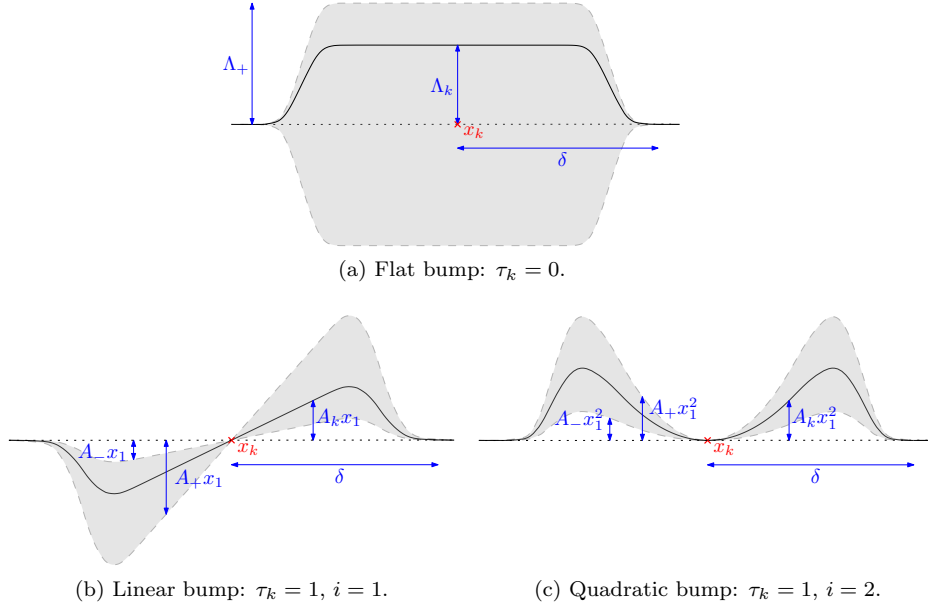 Λ₊
Λₖ
xₖ
δ
(a) Flat bump: τₖ = 0.
A₋x₁
A₊x₁
Aₖx₁
xₖ
δ
(b) Linear bump: τₖ = 1, i = 1.
A₋x₁²
A₊x₁²
Aₖx₁²
xₖ
δ
(c) Quadratic bump: τₖ = 1, i = 2.